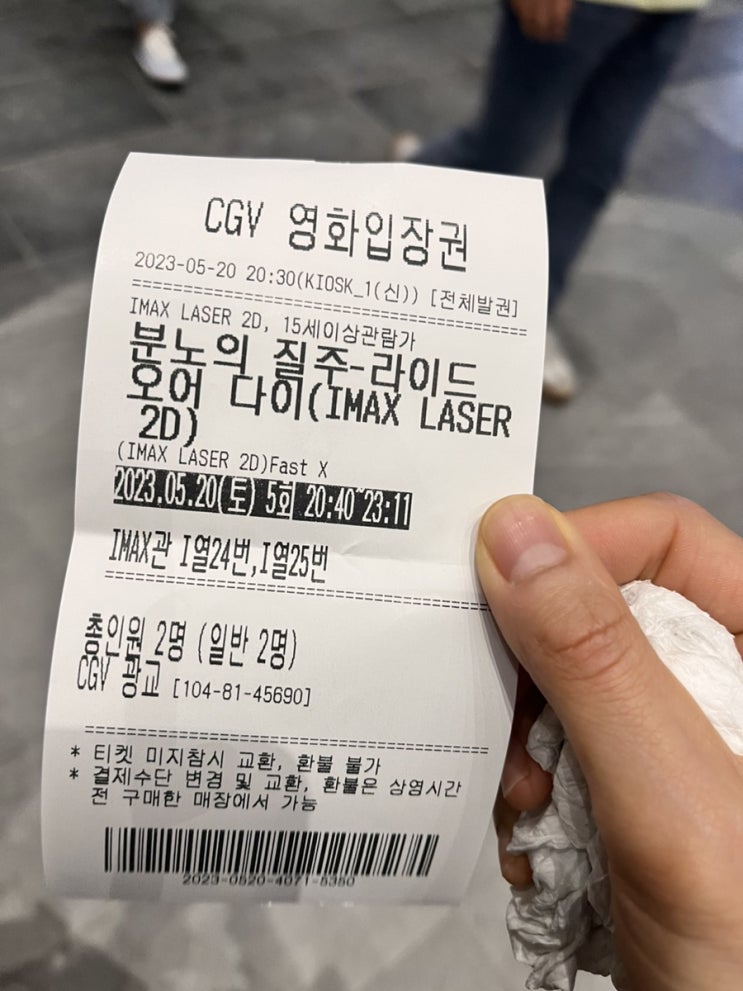 CGV 영화입장권
2023-05-20 20:30(KIOSK_1(신)) [전체발권]
IMAX LASER 2D, 15세이상관람가
분노의 질주-라이드
오어 다이(IMAX LASER
2D)
(IMAX LASER 2D)Fast X
2023.05.20(토) 5회 20:40~23:11
IMAX관 I열24번,I열25번
총인원 2명 (일반 2명)
CGV 광교 [104-81-45690]
* 티켓 미지참시 교환, 환불 불가
* 결제수단 변경 및 교환, 환불은 상영시간
전 구매한 매장에서 가능
2023-0520-4071-5350